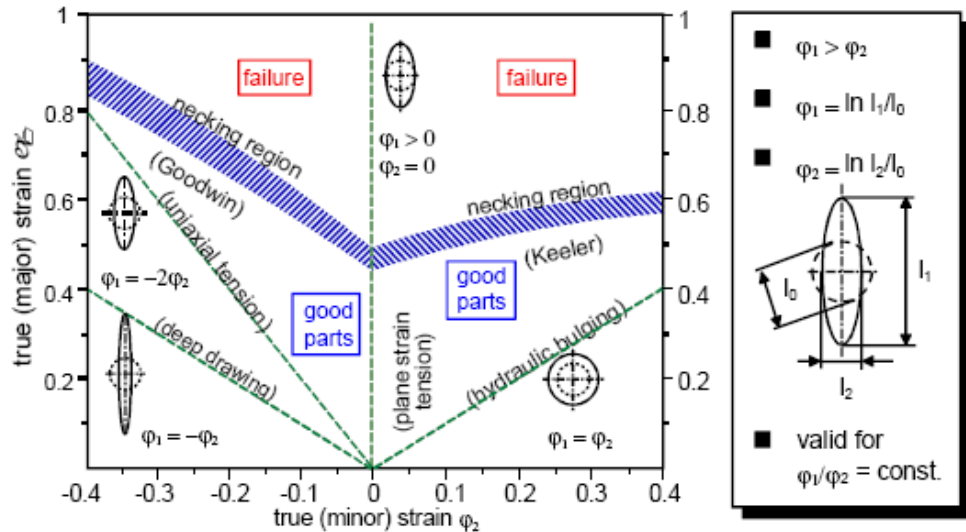 true (major) strain φ₁
1
0.8
0.6
0.4
0.2
failure
failure
necking region
(Goodwin)
(uniaxial tension)
φ₁ > 0
φ₂ = 0
necking region
(Keeler)
φ₁ = -2φ₂
good
parts
good
parts
(deep drawing)
(plane strain
tension)
(hydraulic bulging)
φ₁ = -φ₂
φ₁ = φ₂
1
0.8
0.6
0.4
0.2
-0.4
-0.3
-0.2
-0.1
0
0.1
0.2
0.3
0.4
true (minor) strain φ₂
■ φ₁ > φ₂
■ φ₁ = ln l₁/l₀
■ φ₂ = ln l₂/l₀
l₀
l₁
l₂
■ valid for
φ₁/φ₂ = const.